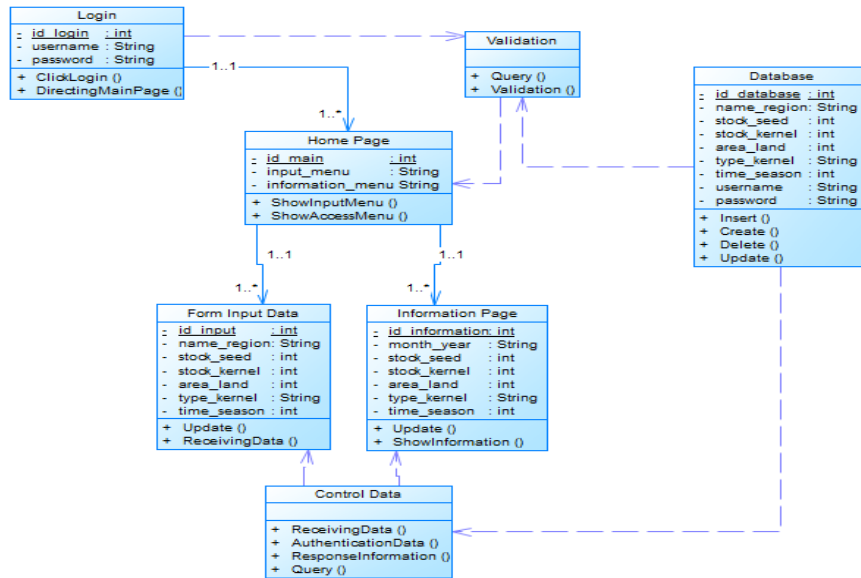 Login
- id_login : int
- username : String
- password : String
+ ClickLogin ()
+ DirectingMainPage ()
1..1
1..*
Validation
+ Query ()
+ Validation ()
Database
- id_database : int
- name_region : String
- stock_seed : int
- stock_kernel : int
- area_land : int
- type_kernel : String
- time_season : int
- username : String
- password : String
+ Insert ()
+ Create ()
+ Delete ()
+ Update ()
Home Page
- id_main : int
- input_menu : String
- information_menu String
+ ShowInputMenu ()
+ ShowAccessMenu ()
1..1
1..1
1..*
1..*
Form Input Data
- id_input : int
- name_region : String
- stock_seed : int
- stock_kernel : int
- area_land : int
- type_kernel : String
- time_season : int
+ Update ()
+ ReceivingData ()
Information Page
- id_information : int
- month_year : String
- stock_seed : int
- stock_kernel : int
- area_land : int
- type_kernel : String
- time_season : int
+ Update ()
+ ShowInformation ()
Control Data
+ ReceivingData ()
+ AuthenticationData ()
+ ResponseInformation ()
+ Query ()